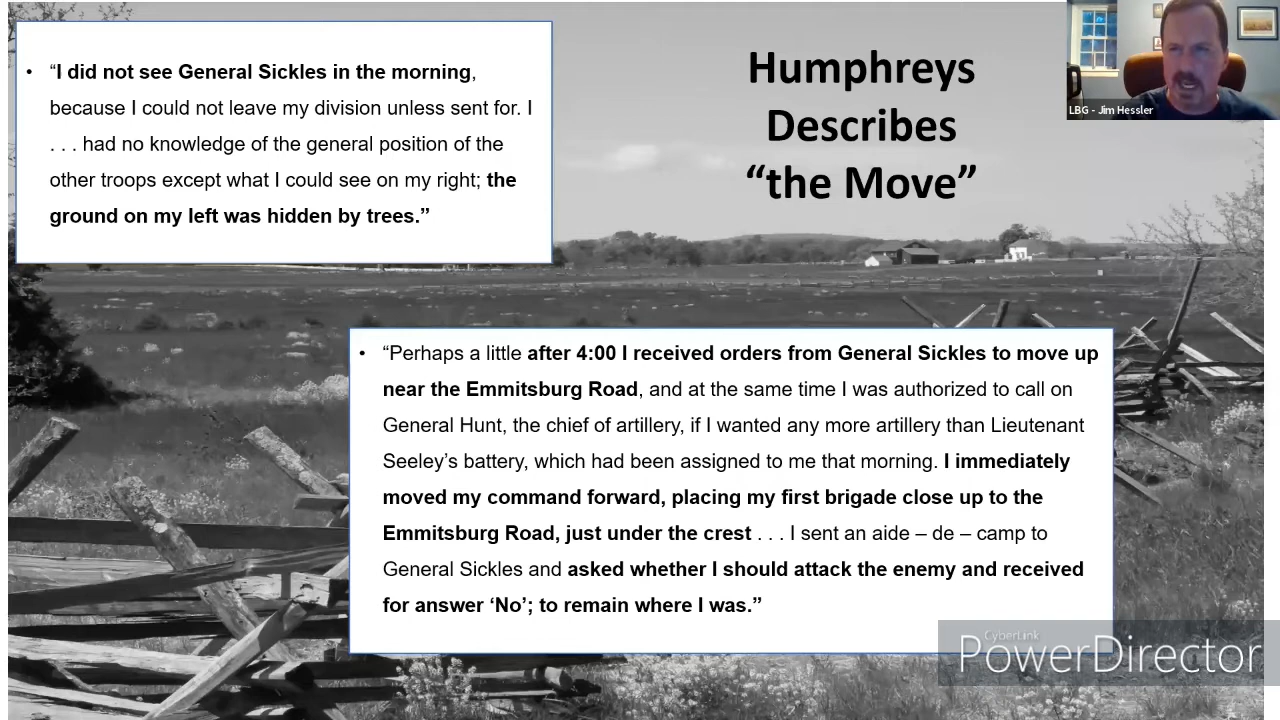 • “I did not see General Sickles in the morning,
because I could not leave my division unless sent for. I
. . . had no knowledge of the general position of the
other troops except what I could see on my right; the
ground on my left was hidden by trees.”
Humphreys
Describes
“the Move”
LBG - Jim Hessler
• “Perhaps a little after 4:00 I received orders from General Sickles to move up
near the Emmitsburg Road, and at the same time I was authorized to call on
General Hunt, the chief of artillery, if I wanted any more artillery than Lieutenant
Seeley’s battery, which had been assigned to me that morning. I immediately
moved my command forward, placing my first brigade close up to the
Emmitsburg Road, just under the crest . . . I sent an aide – de – camp to
General Sickles and asked whether I should attack the enemy and received
for answer ‘No’; to remain where I was.”
CyberLink
PowerDirector